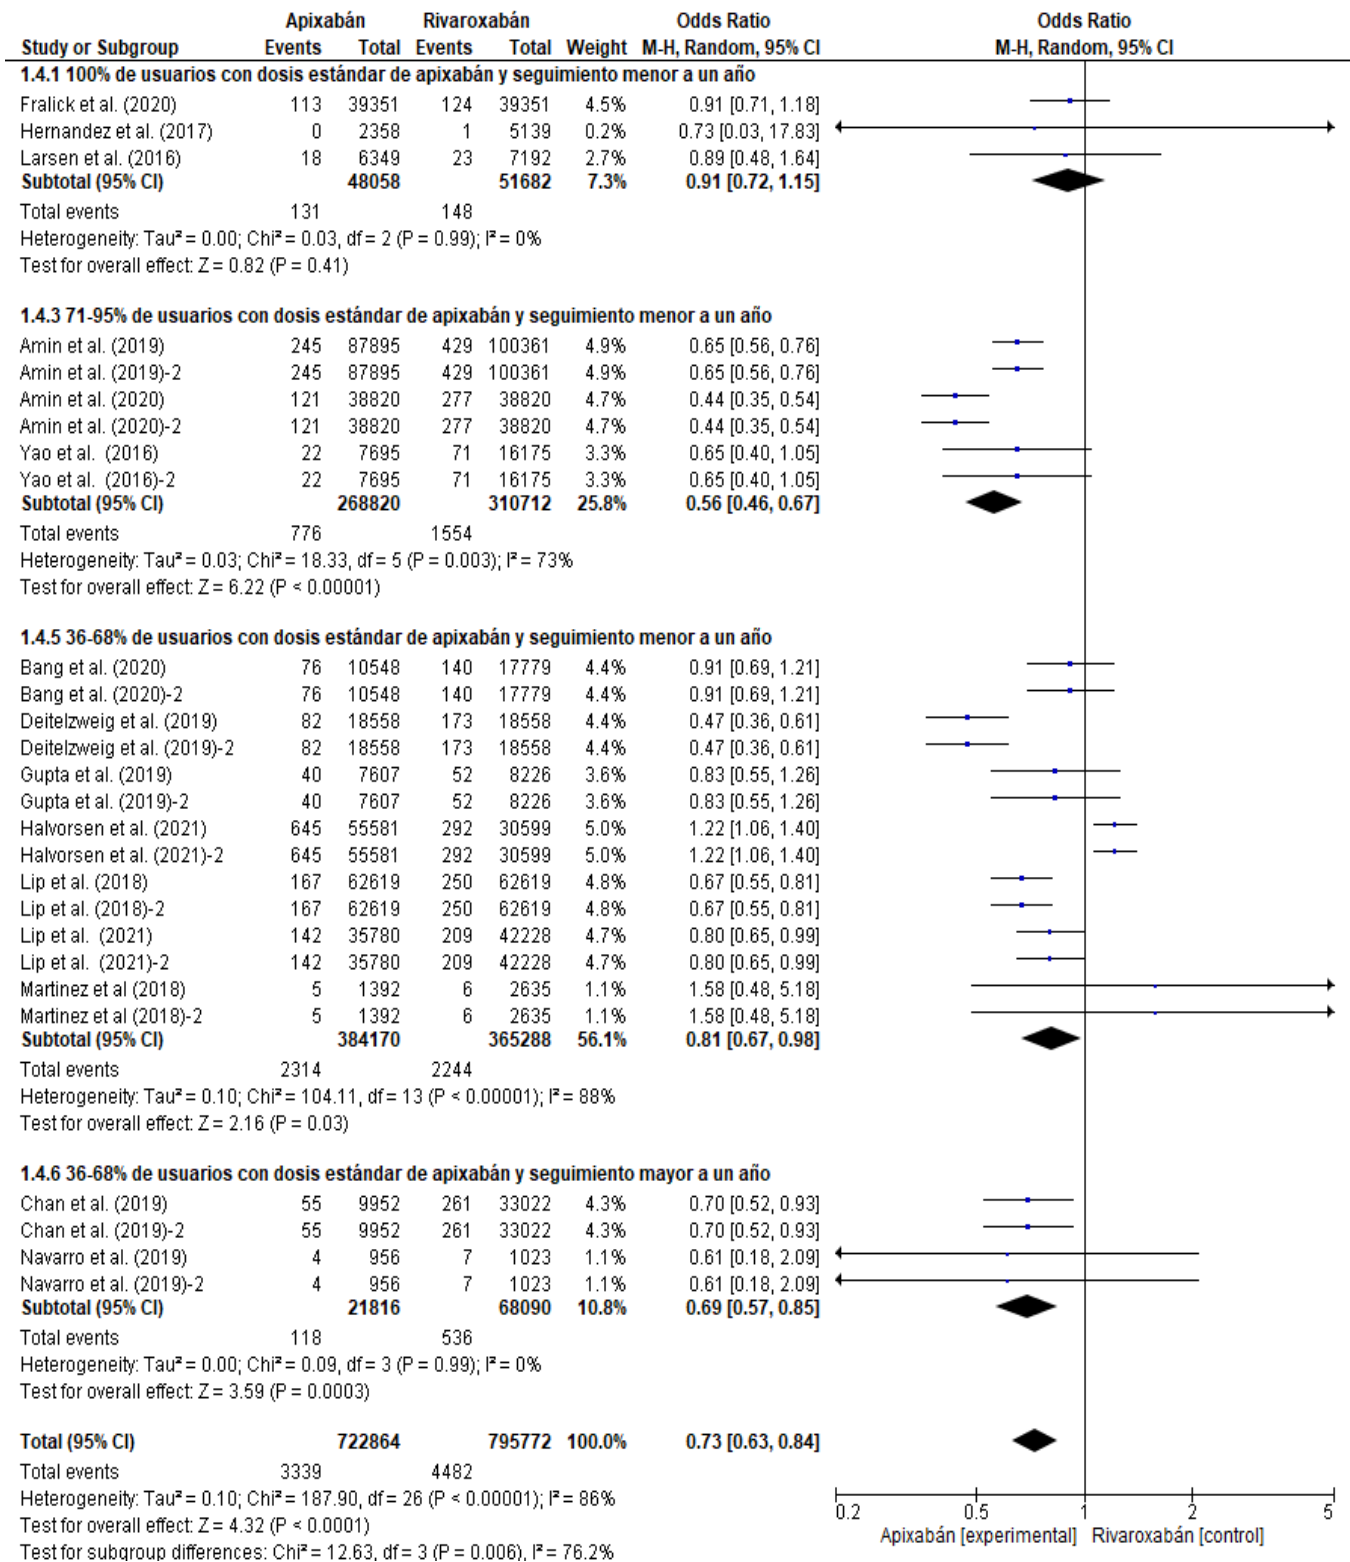 Apixabán Rivaroxabán Odds Ratio Odds Ratio
Study or Subgroup Events Total Events Total Weight M-H, Random, 95% CI M-H, Random, 95% CI
1.4.1 100% de usuarios con dosis estándar de apixabán y seguimiento menor a un año
Fralick et al. (2020) 113 39351 124 39351 4.5% 0.91 [0.71, 1.18]
Hernandez et al. (2017) 0 2358 1 5139 0.2% 0.73 [0.03, 17.83]
Larsen et al. (2016) 18 6349 23 7192 2.7% 0.89 [0.48, 1.64]
Subtotal (95% CI) 48058 51682 7.3% 0.91 [0.72, 1.15]
Total events 131 148
Heterogeneity: Tau² = 0.00; Chi² = 0.03, df = 2 (P = 0.99); I² = 0%
Test for overall effect: Z = 0.82 (P = 0.41)
1.4.3 71-95% de usuarios con dosis estándar de apixabán y seguimiento menor a un año
Amin et al. (2019) 245 87895 429 100361 4.9% 0.65 [0.56, 0.76]
Amin et al. (2019)-2 245 87895 429 100361 4.9% 0.65 [0.56, 0.76]
Amin et al. (2020) 121 38820 277 38820 4.7% 0.44 [0.35, 0.54]
Amin et al. (2020)-2 121 38820 277 38820 4.7% 0.44 [0.35, 0.54]
Yao et al. (2016) 22 7695 71 16175 3.3% 0.65 [0.40, 1.05]
Yao et al. (2016)-2 22 7695 71 16175 3.3% 0.65 [0.40, 1.05]
Subtotal (95% CI) 268820 310712 25.8% 0.56 [0.46, 0.67]
Total events 776 1554
Heterogeneity: Tau² = 0.03; Chi² = 18.33, df = 5 (P = 0.003); I² = 73%
Test for overall effect: Z = 6.22 (P < 0.00001)
1.4.5 36-68% de usuarios con dosis estándar de apixabán y seguimiento menor a un año
Bang et al. (2020) 76 10548 140 17779 4.4% 0.91 [0.69, 1.21]
Bang et al. (2020)-2 76 10548 140 17779 4.4% 0.91 [0.69, 1.21]
Deitelzweig et al. (2019) 82 18558 173 18558 4.4% 0.47 [0.36, 0.61]
Deitelzweig et al. (2019)-2 82 18558 173 18558 4.4% 0.47 [0.36, 0.61]
Gupta et al. (2019) 40 7607 52 8226 3.6% 0.83 [0.55, 1.26]
Gupta et al. (2019)-2 40 7607 52 8226 3.6% 0.83 [0.55, 1.26]
Halvorsen et al. (2021) 645 55581 292 30599 5.0% 1.22 [1.06, 1.40]
Halvorsen et al. (2021)-2 645 55581 292 30599 5.0% 1.22 [1.06, 1.40]
Lip et al. (2018) 167 62619 250 62619 4.8% 0.67 [0.55, 0.81]
Lip et al. (2018)-2 167 62619 250 62619 4.8% 0.67 [0.55, 0.81]
Lip et al. (2021) 142 35780 209 42228 4.7% 0.80 [0.65, 0.99]
Lip et al. (2021)-2 142 35780 209 42228 4.7% 0.80 [0.65, 0.99]
Martinez et al (2018) 5 1392 6 2635 1.1% 1.58 [0.48, 5.18]
Martinez et al (2018)-2 5 1392 6 2635 1.1% 1.58 [0.48, 5.18]
Subtotal (95% CI) 384170 365288 56.1% 0.81 [0.67, 0.98]
Total events 2314 2244
Heterogeneity: Tau² = 0.10; Chi² = 104.11, df = 13 (P < 0.00001); I² = 88%
Test for overall effect: Z = 2.16 (P = 0.03)
1.4.6 36-68% de usuarios con dosis estándar de apixabán y seguimiento mayor a un año
Chan et al. (2019) 55 9952 261 33022 4.3% 0.70 [0.52, 0.93]
Chan et al. (2019)-2 55 9952 261 33022 4.3% 0.70 [0.52, 0.93]
Navarro et al. (2019) 4 956 7 1023 1.1% 0.61 [0.18, 2.09]
Navarro et al. (2019)-2 4 956 7 1023 1.1% 0.61 [0.18, 2.09]
Subtotal (95% CI) 21816 68090 10.8% 0.69 [0.57, 0.85]
Total events 118 536
Heterogeneity: Tau² = 0.00; Chi² = 0.09, df = 3 (P = 0.99); I² = 0%
Test for overall effect: Z = 3.59 (P = 0.0003)
Total (95% CI) 722864 795772 100.0% 0.73 [0.63, 0.84]
Total events 3339 4482
Heterogeneity: Tau² = 0.10; Chi² = 187.90, df = 26 (P < 0.00001); I² = 86%
Test for overall effect: Z = 4.32 (P < 0.0001)
Test for subgroup differences: Chi² = 12.63, df = 3 (P = 0.006), I² = 76.2%
0.2 0.5 1 2 5
Apixabán [experimental] Rivaroxabán [control]